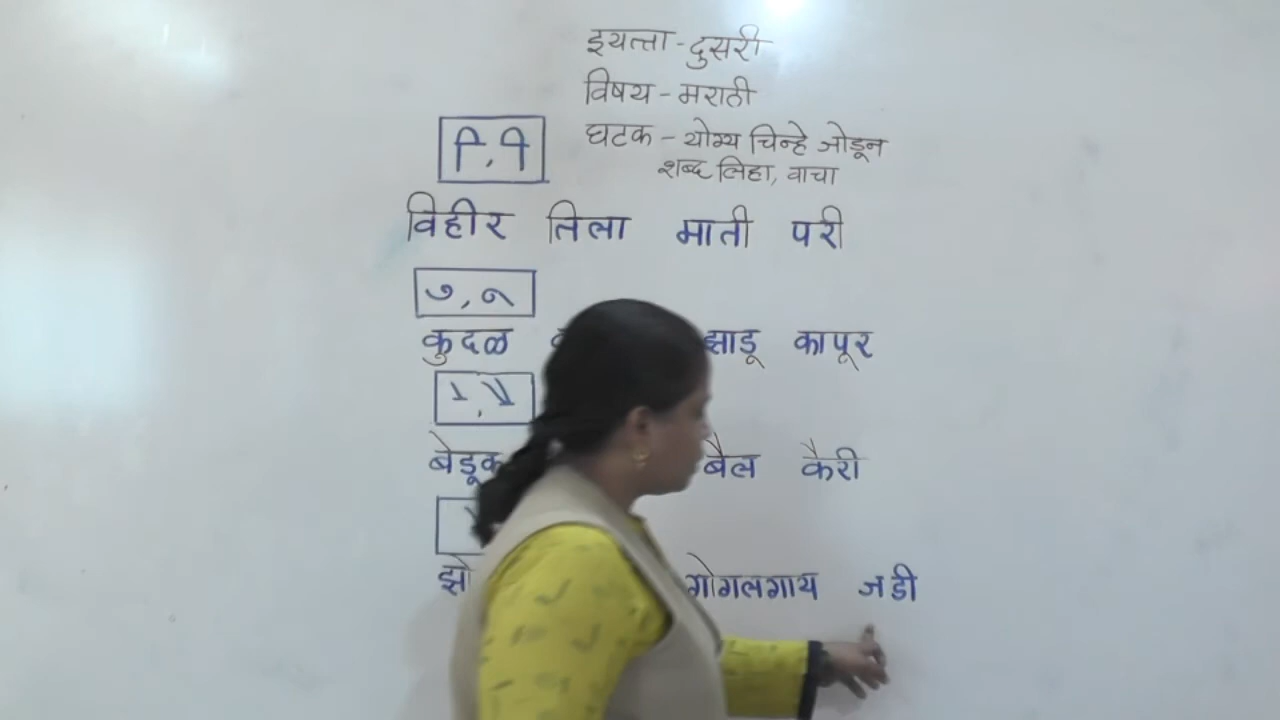 इयत्ता - दुसरी
विषय - मराठी
घटक - योग्य चिन्हे जोडून
शब्द लिहा, वाचा
ि, ी
विहीर तिला माती परी
ु, ू
कुदळ झाडू कापूर
े, ै
बेडूक बैल कैरी
गोगलगाय जडी